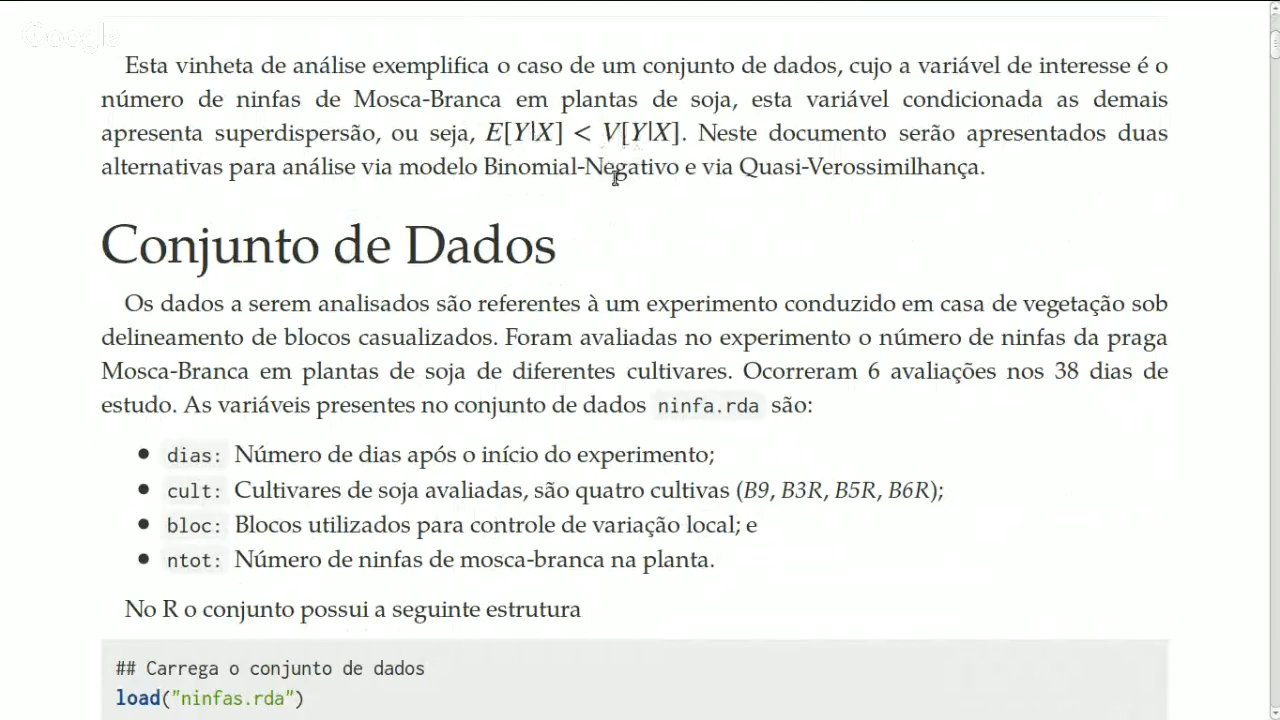 Google
Esta vinheta de análise exemplifica o caso de um conjunto de dados, cujo a variável de interesse é o
número de ninfas de Mosca-Branca em plantas de soja, esta variável condicionada as demais
apresenta superdispersão, ou seja, E[Y|X] < V[Y|X]. Neste documento serão apresentados duas
alternativas para análise via modelo Binomial-Negativo e via Quasi-Verossimilhança.
Conjunto de Dados
Os dados a serem analisados são referentes à um experimento conduzido em casa de vegetação sob
delineamento de blocos casualizados. Foram avaliadas no experimento o número de ninfas da praga
Mosca-Branca em plantas de soja de diferentes cultivares. Ocorreram 6 avaliações nos 38 dias de
estudo. As variáveis presentes no conjunto de dados ninfa.rda são:
• dias: Número de dias após o início do experimento;
• cult: Cultivares de soja avaliadas, são quatro cultivas (B9, B3R, B5R, B6R);
• bloc: Blocos utilizados para controle de variação local; e
• ntot: Número de ninfas de mosca-branca na planta.
No R o conjunto possui a seguinte estrutura
## Carrega o conjunto de dados
load("ninfas.rda")